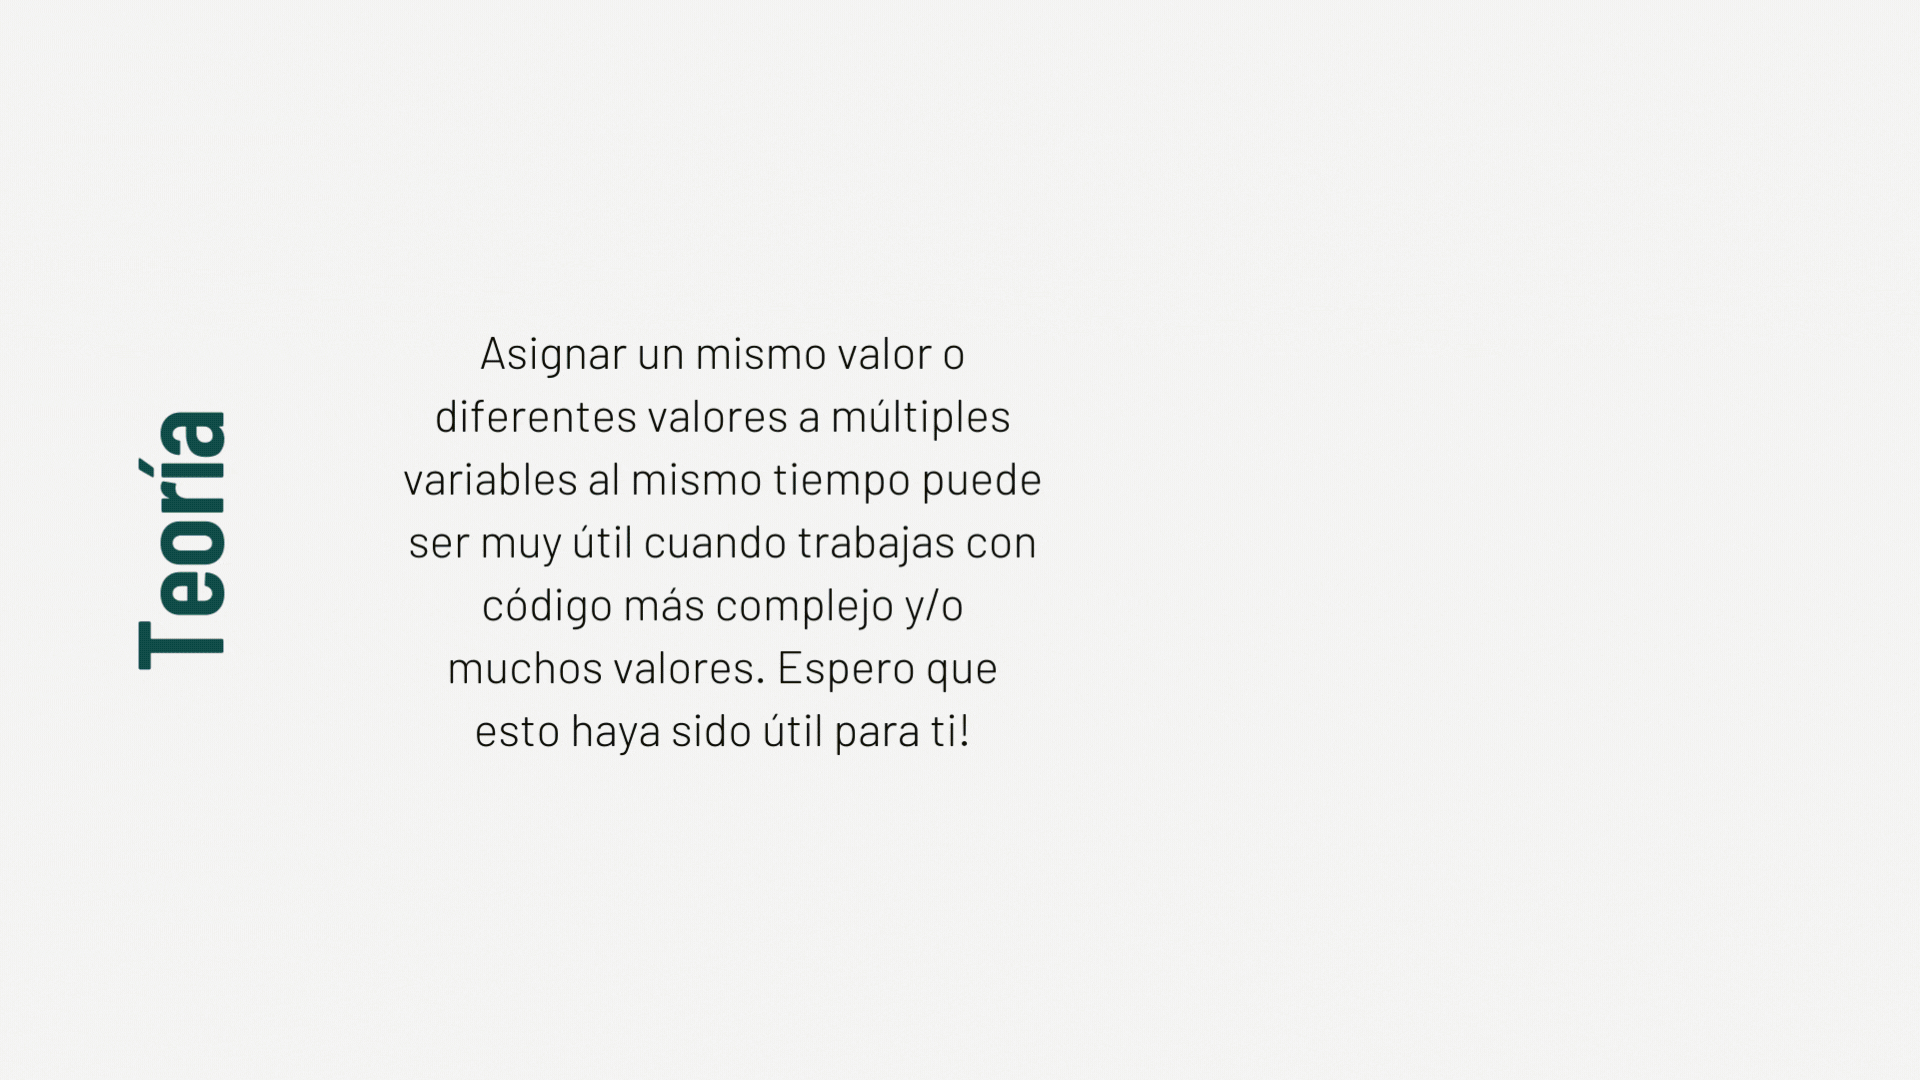 Teoría
Asignar un mismo valor o
diferentes valores a múltiples
variables al mismo tiempo puede
ser muy útil cuando trabajas con
código más complejo y/o
muchos valores. Espero que
esto haya sido útil para ti!